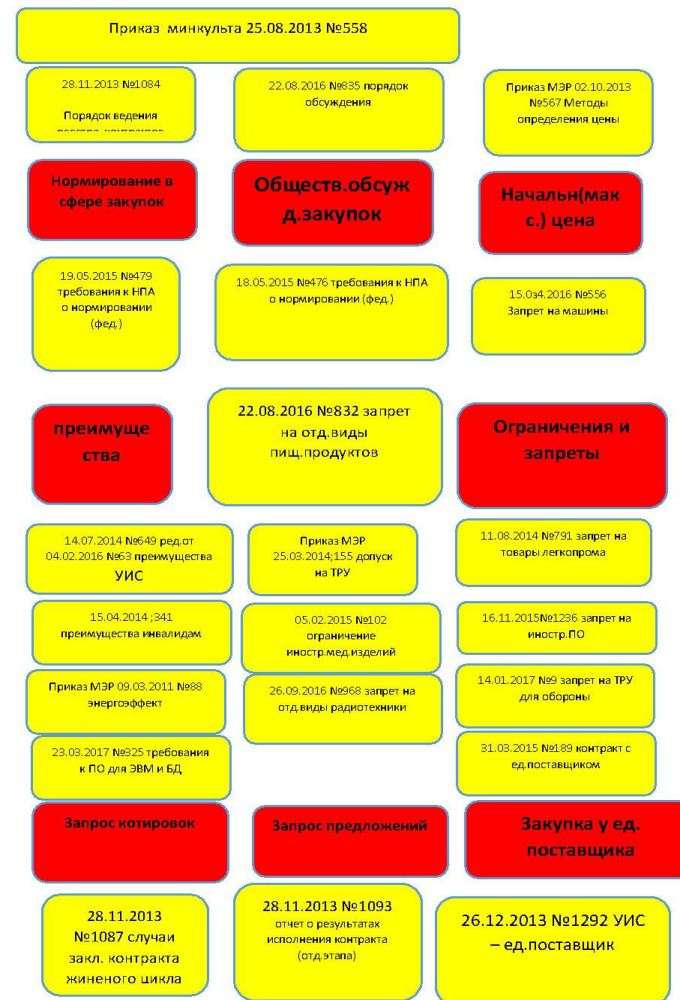 Приказ минкульта 25.08.2013 №558
28.11.2013 №1084
Порядок ведения
реестра контрактов
22.08.2016 №835 порядок
обсуждения
Приказ МЭР 02.10.2013
№567 Методы
определения цены
Нормирование в
сфере закупок
Обществ.обсуж
д.закупок
Начальн(мак
с.) цена
19.05.2015 №479
требования к НПА
о нормировании
(фед.)
18.05.2015 №476 требования к НПА
о нормировании (фед.)
15.0з4.2016 №556
Запрет на машины
преимуще
ства
22.08.2016 №832 запрет
на отд.виды
пищ.продуктов
Ограничения и
запреты
14.07.2014 №649 ред.от
04.02.2016 №63 преимущества
УИС
Приказ МЭР
25.03.2014;155 допуск
на ТРУ
11.08.2014 №791 запрет на
товары легкопрома
15.04.2014 ;341
преимущества инвалидам
05.02.2015 №102
ограничение
иностр.мед.изделий
16.11.2015№1236 запрет на
иностр.ПО
Приказ МЭР 09.03.2011 №88
энергоэффект
26.09.2016 №968 запрет на
отд.виды радиотехники
14.01.2017 №9 запрет на ТРУ
для обороны
23.03.2017 №325 требования
к ПО для ЭВМ и БД
31.03.2015 №189 контракт с
ед.поставщиком
Запрос котировок
Запрос предложений
Закупка у ед.
поставщика
28.11.2013
№1087 случаи
закл. контракта
жиненого цикла
28.11.2013 №1093
отчет о результатах
исполнения контракта
(отд.этапа)
26.12.2013 №1292 УИС
– ед.поставщик